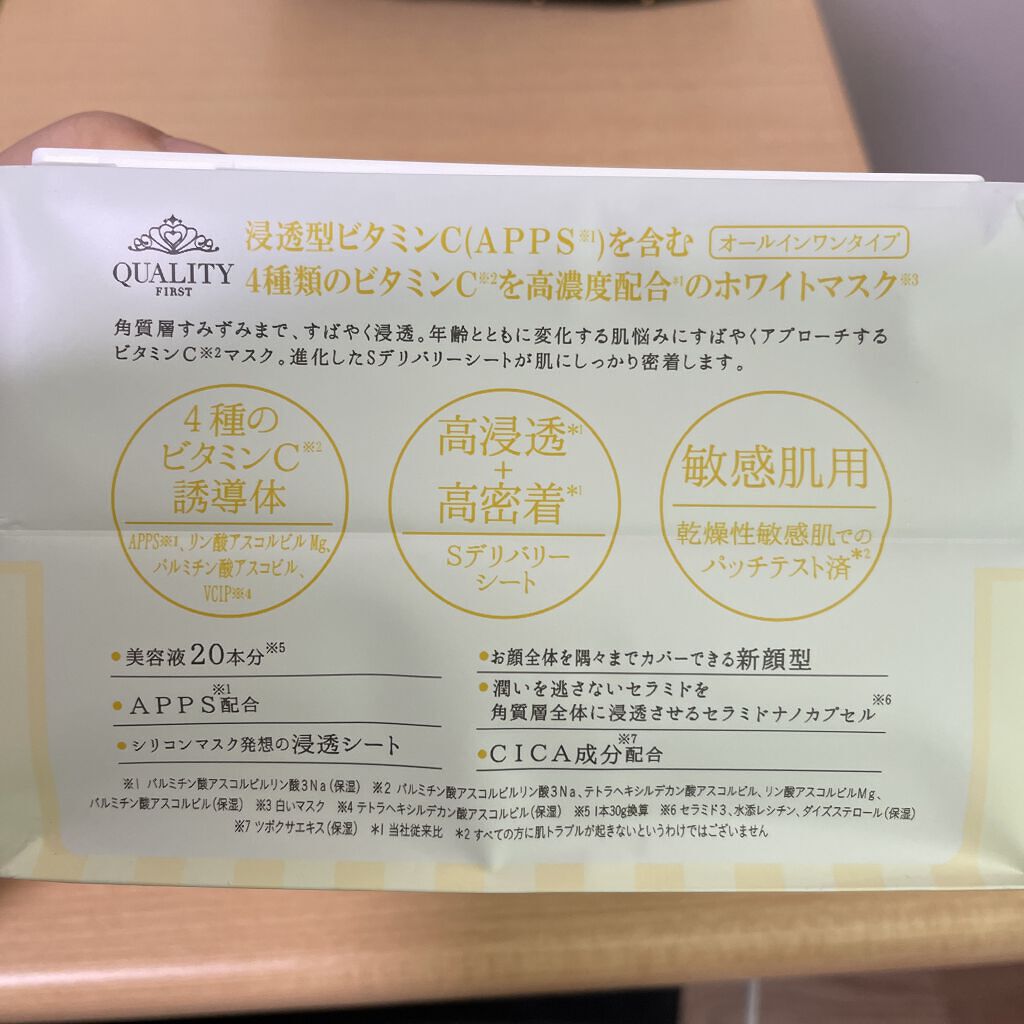 QUALITY
FIRST
浸透型ビタミンC(APPS※1)を含む オールインワンタイプ
4種類のビタミンC※2を高濃度配合*1のホワイトマスク※3
角質層すみずみまで、すばやく浸透。年齢とともに変化する肌悩みにすばやくアプローチする
ビタミンC※2マスク。進化したSデリバリーシートが肌にしっかり密着します。
4種の
ビタミンC※2
誘導体
APPS※1、リン酸アスコルビルMg、
パルミチン酸アスコビル、
VCIP※4
高浸透*1
+
高密着*1
Sデリバリー
シート
敏感肌用
乾燥性敏感肌での
パッチテスト済*2
●美容液20本分※5
●APPS※1配合
●シリコンマスク発想の浸透シート
●お顔全体を隅々までカバーできる新顔型
●潤いを逃さないセラミドを
角質層全体に浸透させるセラミドナノカプセル※6
●CICA成分※7配合
※1 パルミチン酸アスコルビルリン酸3Na(保湿) ※2 パルミチン酸アスコルビルリン酸3Na、テトラヘキシルデカン酸アスコルビル、リン酸アスコルビルMg、
パルミチン酸アスコルビル(保湿) ※3 白いマスク ※4 テトラヘキシルデカン酸アスコルビル(保湿) ※5 1本30g換算 ※6 セラミド3、水添レシチン、ダイズステロール(保湿)
※7 ツボクサエキス(保湿) *1 当社従来比 *2 すべての方に肌トラブルが起きないというわけではございません